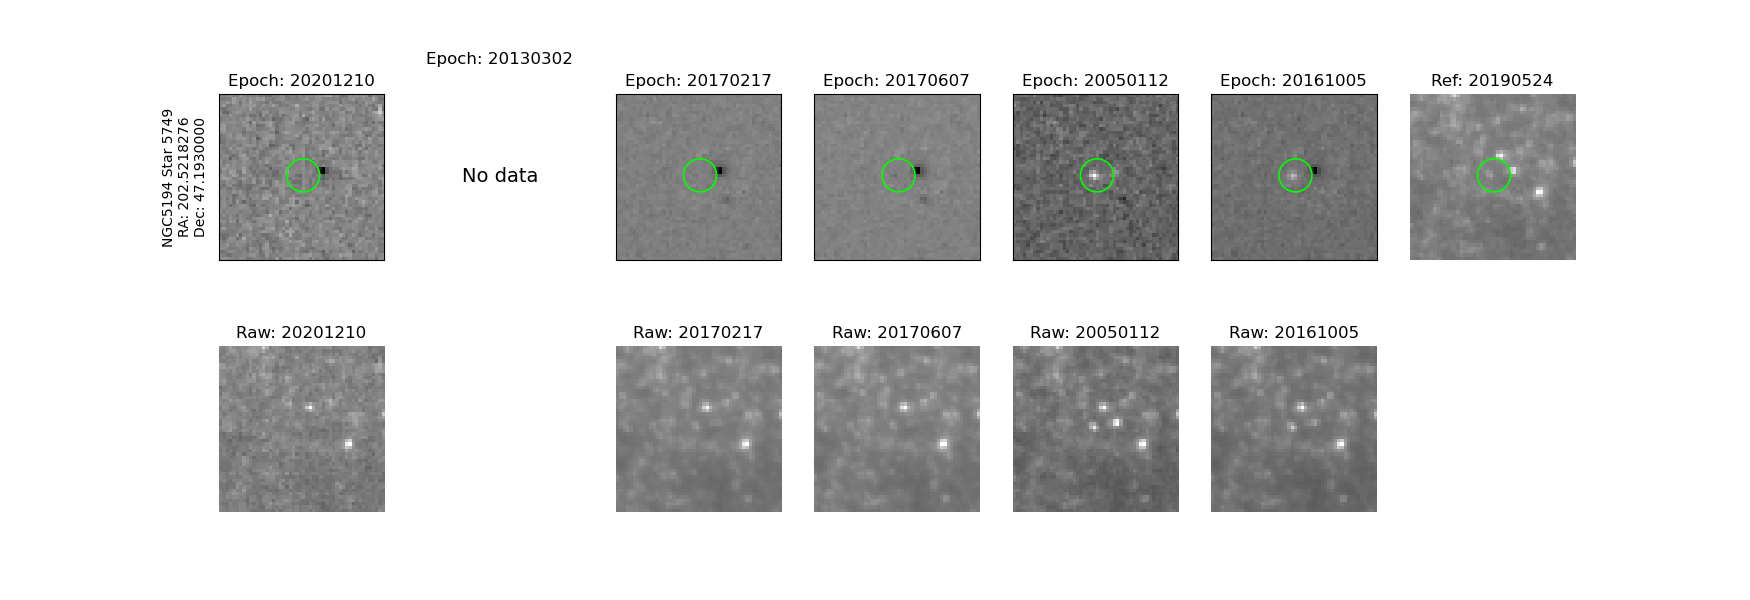 Epoch: 20201210
Epoch: 20130302
Epoch: 20170217
Epoch: 20170607
Epoch: 20050112
Epoch: 20161005
Ref: 20190524
NGC5194 Star 5749
RA: 202.5218276
Dec: 47.1930000
No data
Raw: 20201210
Raw: 20170217
Raw: 20170607
Raw: 20050112
Raw: 20161005